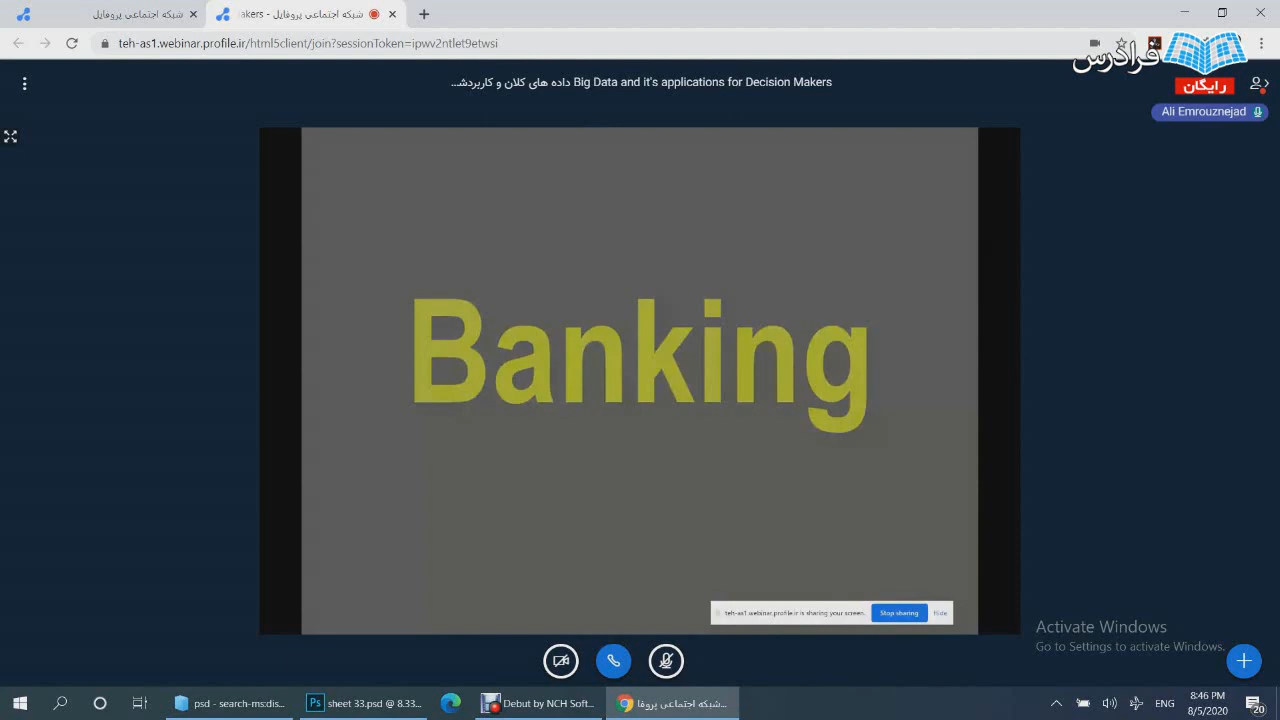 شبکه اجتماعی پروفایل
akers - شبکه اجتماعی پروفایل
teh-as1.webinar.profile.ir/html5client/join?sessionToken=ipwv2ntlet9etwei
فرادرس
رایگان
داده های کلان و کاربردشـ... Big Data and it's applications for Decision Makers
Ali Emrouznejad
Banking
teh-as1.webinar.profile.ir is sharing your screen.
Stop sharing
Hide
Activate Windows
Go to Settings to activate Windows.
psd - search-ms:dis...
sheet 33.psd @ 8.33...
Debut by NCH Soft...
شبکه اجتماعی پروفا...
ENG
8:46 PM
8/5/2020
20